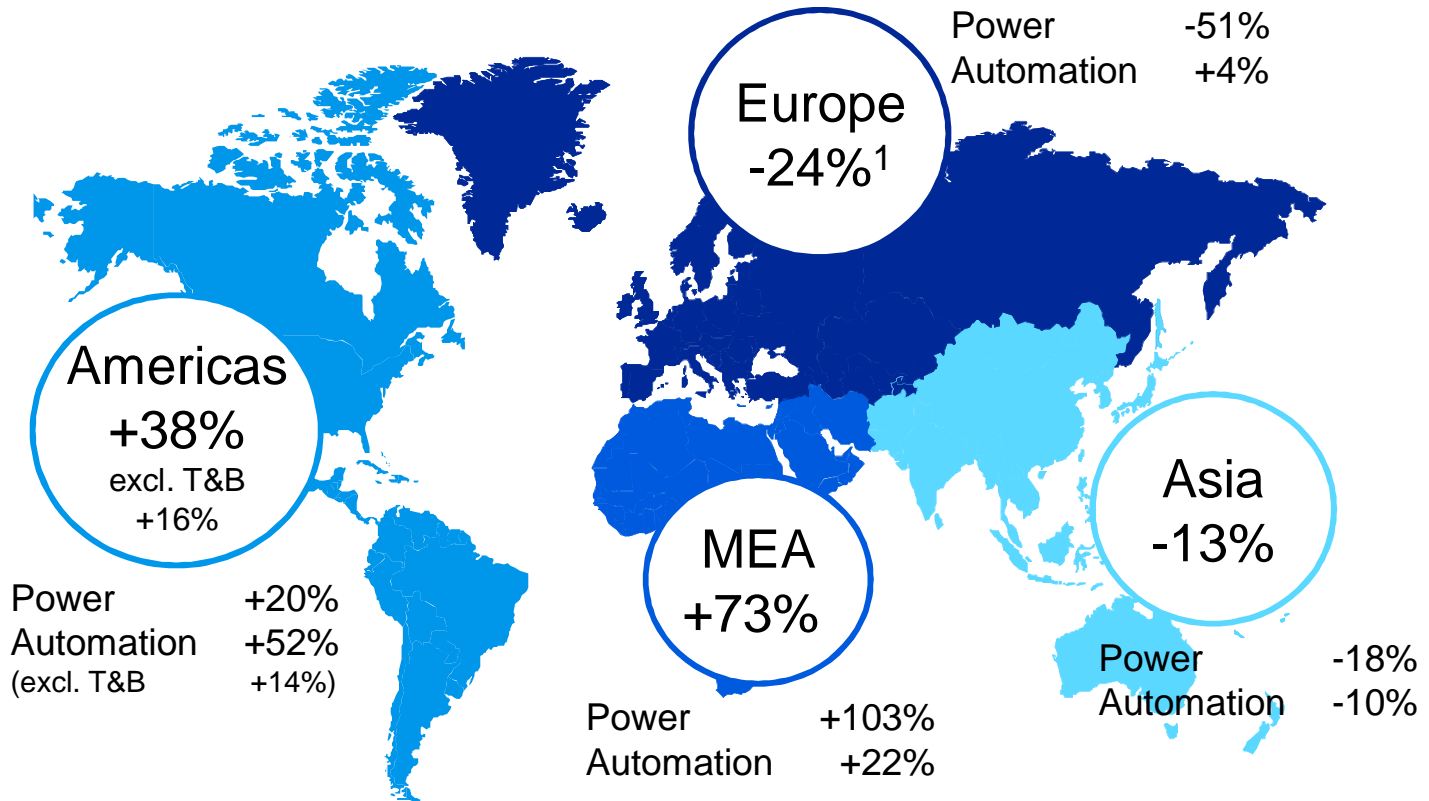 Power -51%
Automation +4%
Europe
-24%¹
Americas
+38%
excl. T&B
+16%
Power +20%
Automation +52%
(excl. T&B +14%)
MEA
+73%
Power +103%
Automation +22%
Asia
-13%
Power -18%
Automation -10%